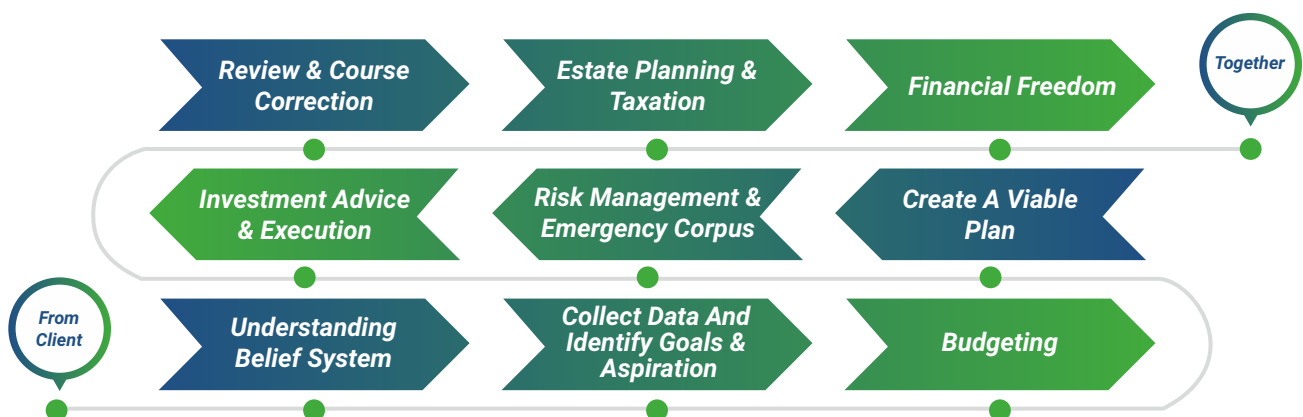 Review & Course
Correction
Estate Planning &
Taxation
Financial Freedom
Together
Investment Advice
& Execution
Risk Management &
Emergency Corpus
Create A Viable
Plan
From
Client
Understanding
Belief System
Collect Data And
Identify Goals &
Aspiration
Budgeting